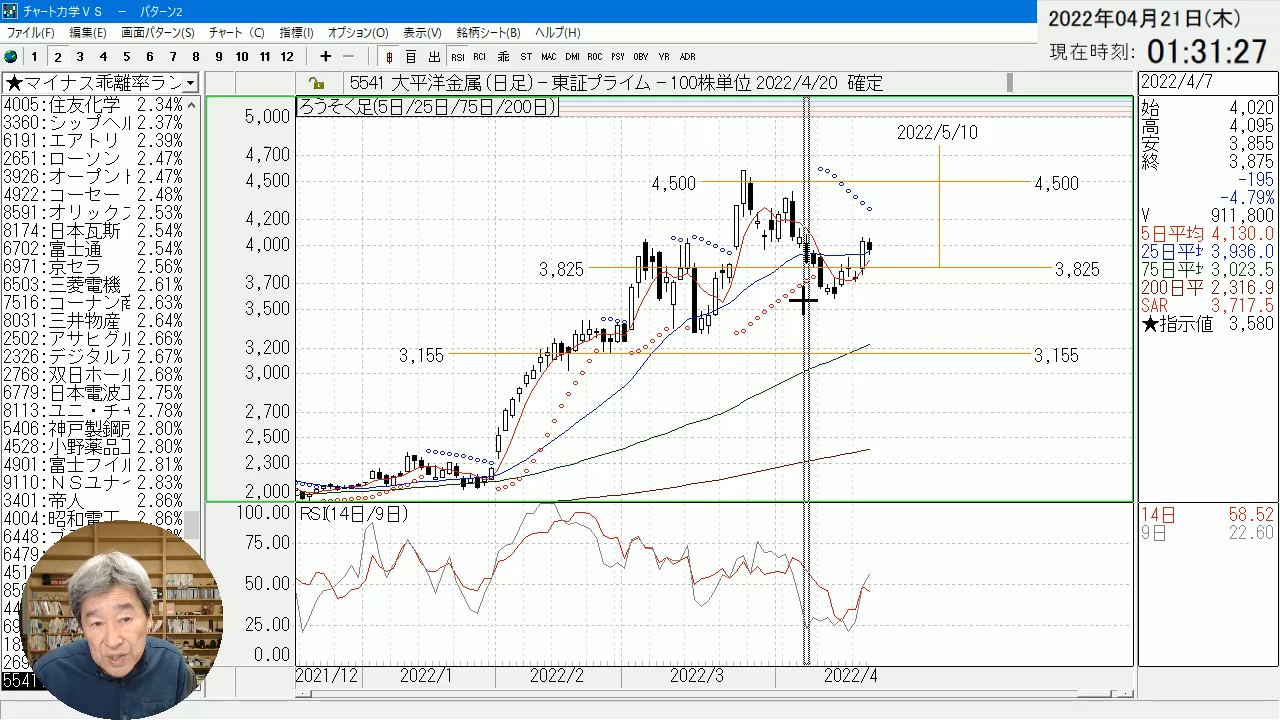 チャート力学VS － パターン2
2022年04月21日(木)
現在時刻: 01:31:27
ファイル(F) 編集(E) 画面パターン(S) チャート (C) 指標(I) オプション(O) 表示(V) 銘柄シート(B) ヘルプ(H)
1 2 3 4 5 6 7 8 9 10 11 12 + － 日 出 RSI RCI 乖 ST MAC DMI ROC PSY OBV VR ADR
★マイナス乖離率ラン
5541 大平洋金属 (日足)－東証プライム－100株単位 2022/4/20 確定
2022/4/7
4005:住友化学 2.34%
3360:シップヘル 2.37%
6191:エアトリ 2.39%
2651:ローソン 2.47%
3926:オープント 2.47%
4922:コーセー 2.48%
8591:オリックス 2.53%
8174:日本瓦斯 2.54%
6702:富士通 2.54%
6971:京セラ 2.56%
6503:三菱電機 2.61%
7516:コーナン商 2.63%
8031:三井物産 2.64%
2502:アサヒグル 2.66%
2326:デジタルア 2.67%
2768:双日ホール 2.68%
6779:日本電波工 2.75%
8113:ユニ・チャ 2.78%
5406:神戸製鋼所 2.80%
4528:小野薬品工 2.80%
4901:富士フイル 2.81%
9110:NSユナイ 2.83%
3401:帝人 2.86%
4004:昭和電工 2.86%
6448:
6479:
5541
ろうそく足(5日/25日/75日/200日)
5,000
4,700
4,500
4,200
4,000
3,700
3,500
3,200
3,000
2,700
2,500
2,300
2,000
2022/5/10
4,500 4,500
3,825 3,825
3,155 3,155
RSI(14日/9日)
100.00
75.00
50.00
25.00
0.00
2021/12 2022/1 2022/2 2022/3 2022/4
始 4,020
高 4,095
安 3,855
終 3,875
-195
-4.79%
V 911,800
5日平均 4,130.0
25日平均 3,936.0
75日平均 3,023.5
200日平 2,316.9
SAR 3,717.5
★指示値 3,580
14日 58.52
9日 22.60